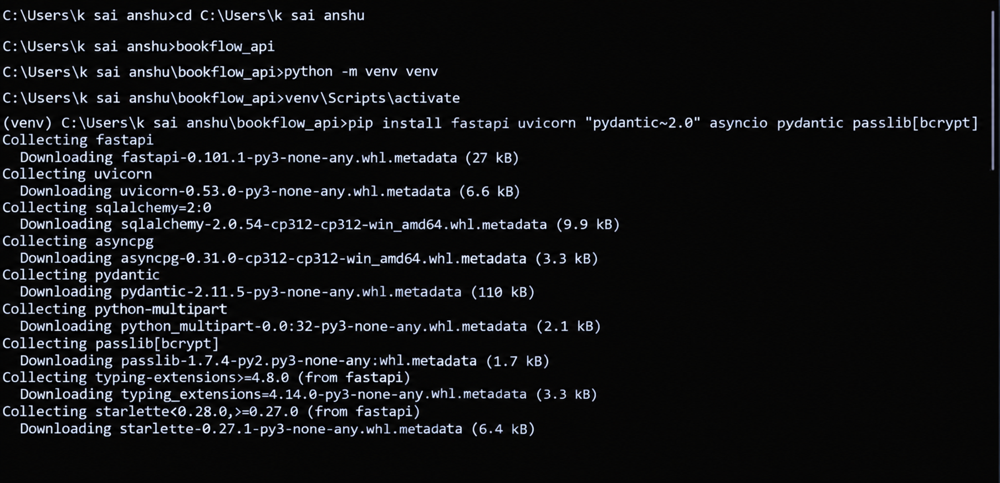 C:\Users\k sai anshu>cd C:\Users\k sai anshu
C:\Users\k sai anshu>bookflow_api
C:\Users\k sai anshu\bookflow_api>python -m venv venv
C:\Users\k sai anshu\bookflow_api>venv\Scripts\activate
(venv) C:\Users\k sai anshu\bookflow_api>pip install fastapi uvicorn "pydantic~2.0" asyncio pydantic passlib[bcrypt]
Collecting fastapi
Downloading fastapi-0.101.1-py3-none-any.whl.metadata (27 kB)
Collecting uvicorn
Downloading uvicorn-0.53.0-py3-none-any.whl.metadata (6.6 kB)
Collecting sqlalchemy=2:0
Downloading sqlalchemy-2.0.54-cp312-cp312-win_amd64.whl.metadata (9.9 kB)
Collecting asyncpg
Downloading asyncpg-0.31.0-cp312-cp312-win_amd64.whl.metadata (3.3 kB)
Collecting pydantic
Downloading pydantic-2.11.5-py3-none-any.whl.metadata (110 kB)
Collecting python-multipart
Downloading python_multipart-0.0:32-py3-none-any.whl.metadata (2.1 kB)
Collecting passlib[bcrypt]
Downloading passlib-1.7.4-py2.py3-none-any:whl.metadata (1.7 kB)
Collecting typing-extensions>=4.8.0 (from fastapi)
Downloading typing_extensions=4.14.0-py3-none-any.whl.metadata (3.3 kB)
Collecting starlette<0.28.0,>=0.27.0 (from fastapi)
Downloading starlette-0.27.1-py3-none-any.whl.metadata (6.4 kB)